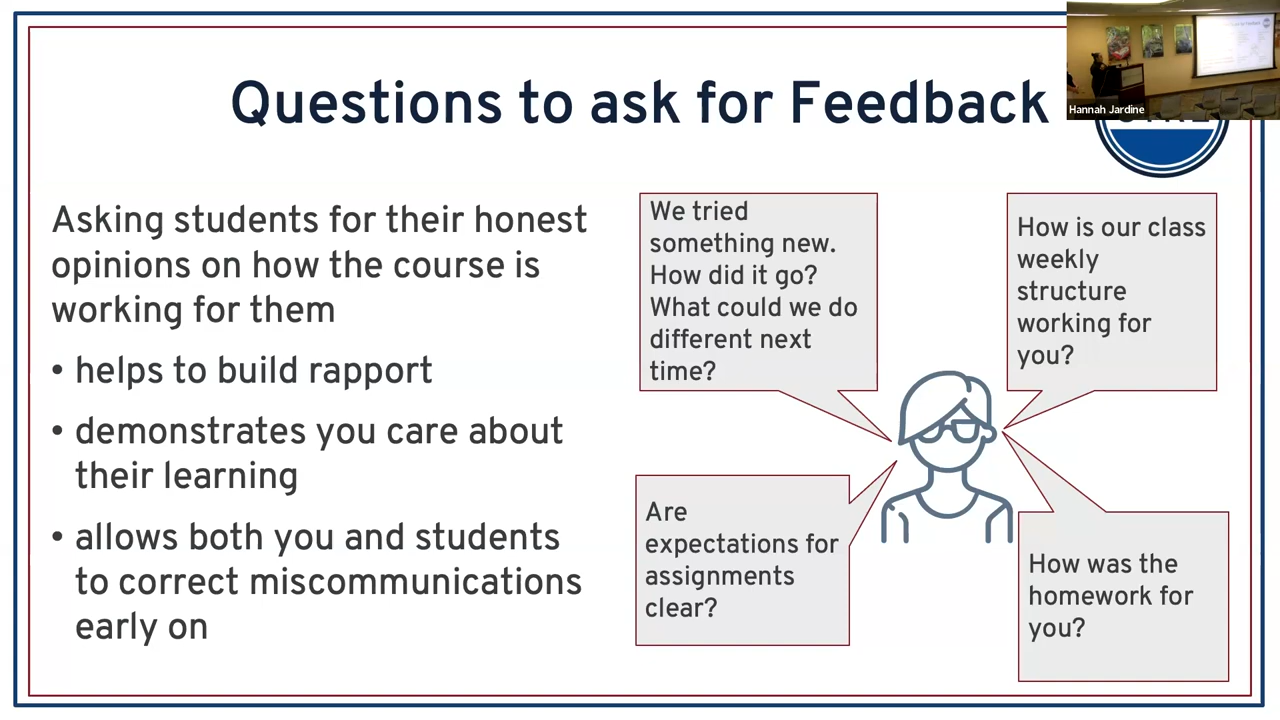 Questions to ask for Feedback
Hannah Jardine
Asking students for their honest
opinions on how the course is
working for them
• helps to build rapport
• demonstrates you care about
their learning
• allows both you and students
to correct miscommunications
early on
We tried
something new.
How did it go?
What could we do
different next
time?
How is our class
weekly
structure
working for
you?
Are
expectations for
assignments
clear?
How was the
homework for
you?